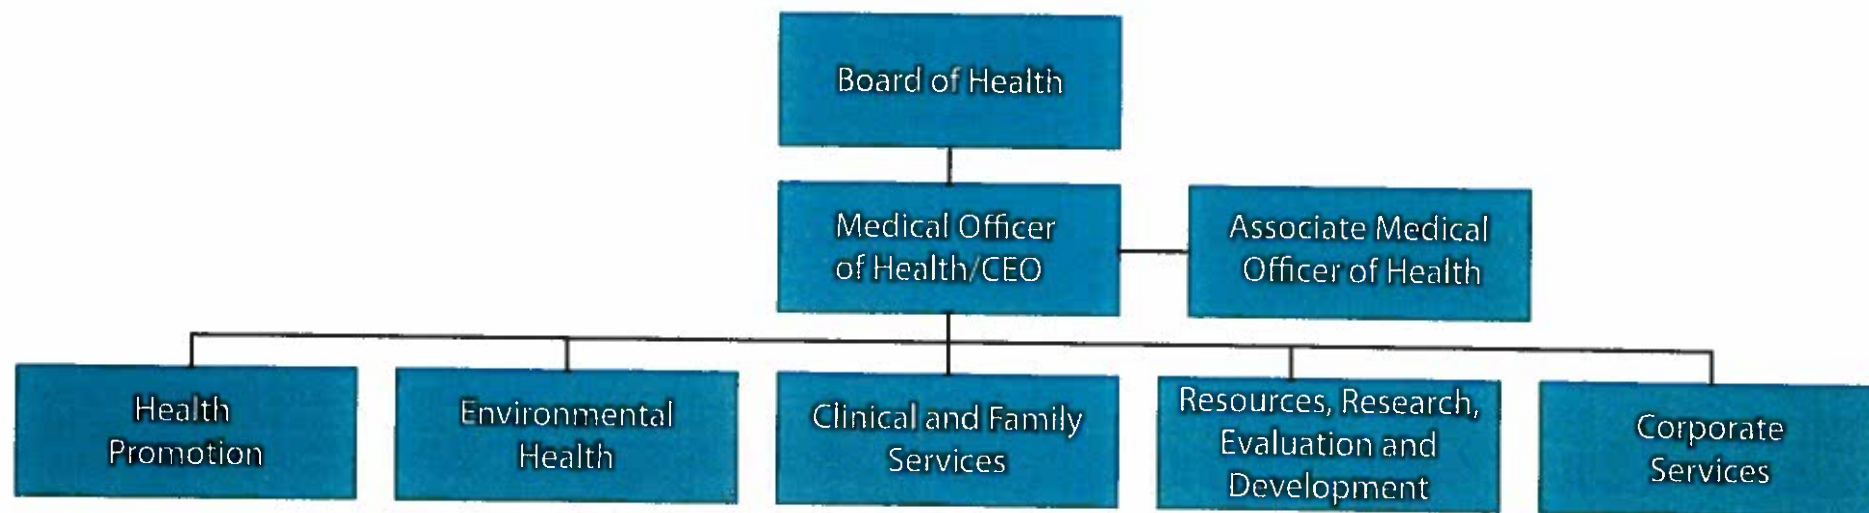 Board of Health
Medical Officer
of Health/CEO
Associate Medical
Officer of Health
Health
Promotion
Environmental
Health
Clinical and Family
Services
Resources, Research,
Evaluation and
Development
Corporate
Services